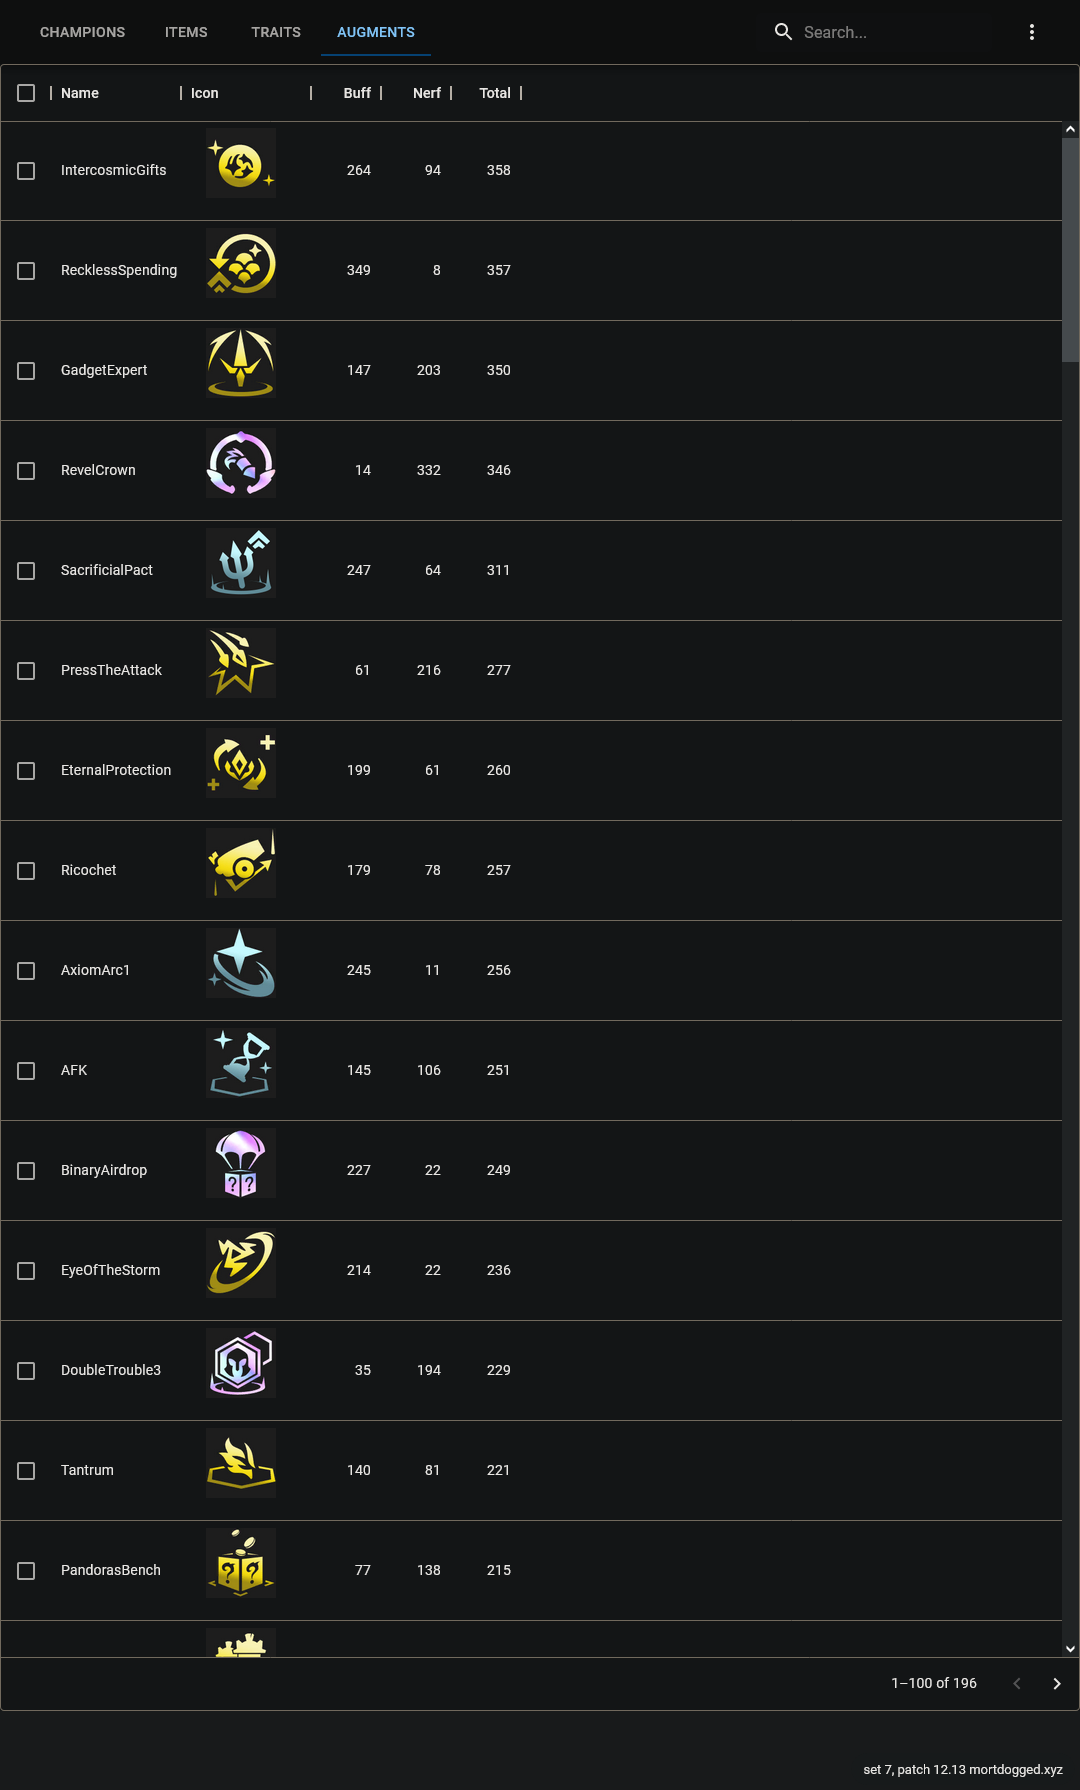 CHAMPIONS ITEMS TRAITS AUGMENTS Search...
Name Icon Buff Nerf Total
IntercosmicGifts 264 94 358
RecklessSpending 349 8 357
GadgetExpert 147 203 350
RevelCrown 14 332 346
SacrificialPact 247 64 311
PressTheAttack 61 216 277
EternalProtection 199 61 260
Ricochet 179 78 257
AxiomArc1 245 11 256
AFK 145 106 251
BinaryAirdrop 227 22 249
EyeOfTheStorm 214 22 236
DoubleTrouble3 35 194 229
Tantrum 140 81 221
PandorasBench 77 138 215
1–100 of 196
set 7, patch 12.13 mortdogged.xyz